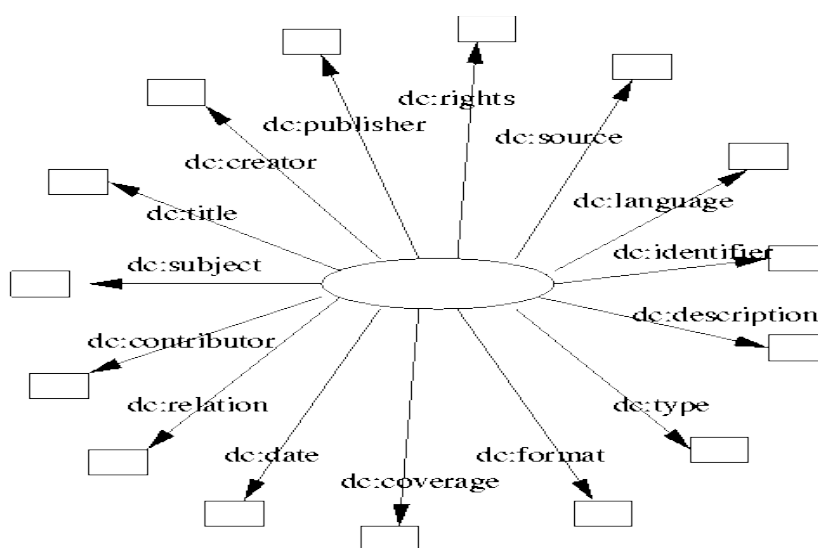 dc:rights
dc:publisher
dc:source
dc:creator
dc:language
dc:title
dc:identifier
dc:subject
dc:description
dc:contributor
dc:relation
dc:type
dc:date
dc:format
dc:coverage